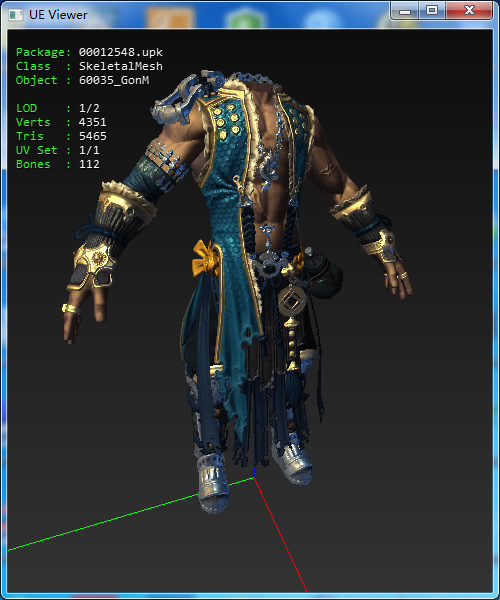 UE Viewer
Package: 00012548.upk
Class : SkeletalMesh
Object : 60035_GonM
LOD : 1/2
Verts : 4351
Tris : 5465
UV Set : 1/1
Bones : 112